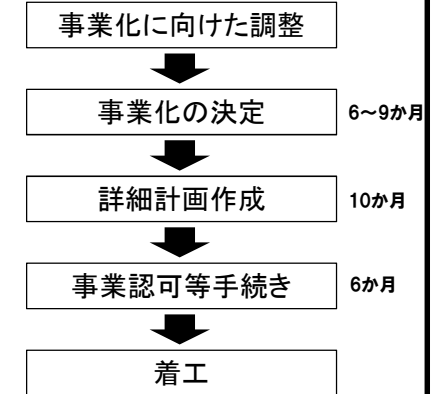 事業化に向けた調整
事業化の決定
6～9か月
詳細計画作成
10か月
事業認可等手続き
6か月
着工